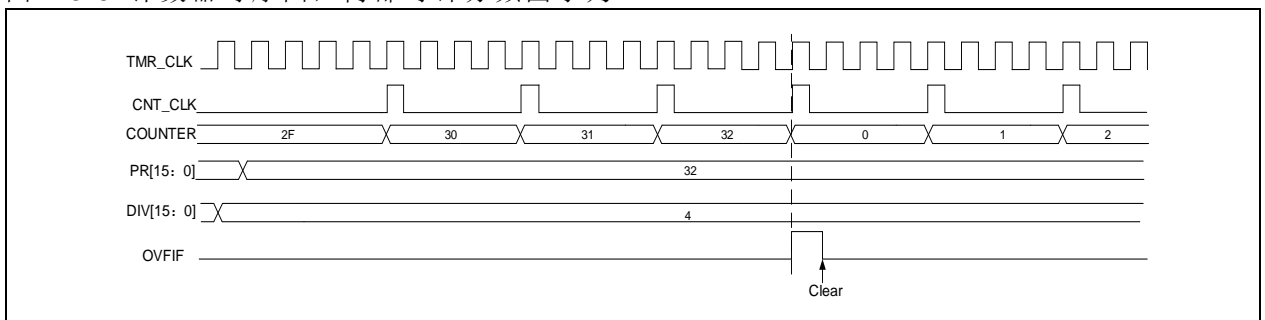 TMR_CLK
CNT_CLK
COUNTER 2F 30 31 32 0 1 2
PR[15：0] 32
DIV[15：0] 4
OVFIF
Clear